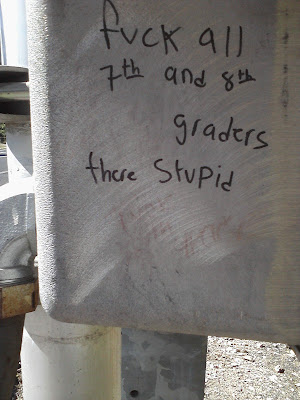 fuck all
7th and 8th
graders
there Stupid